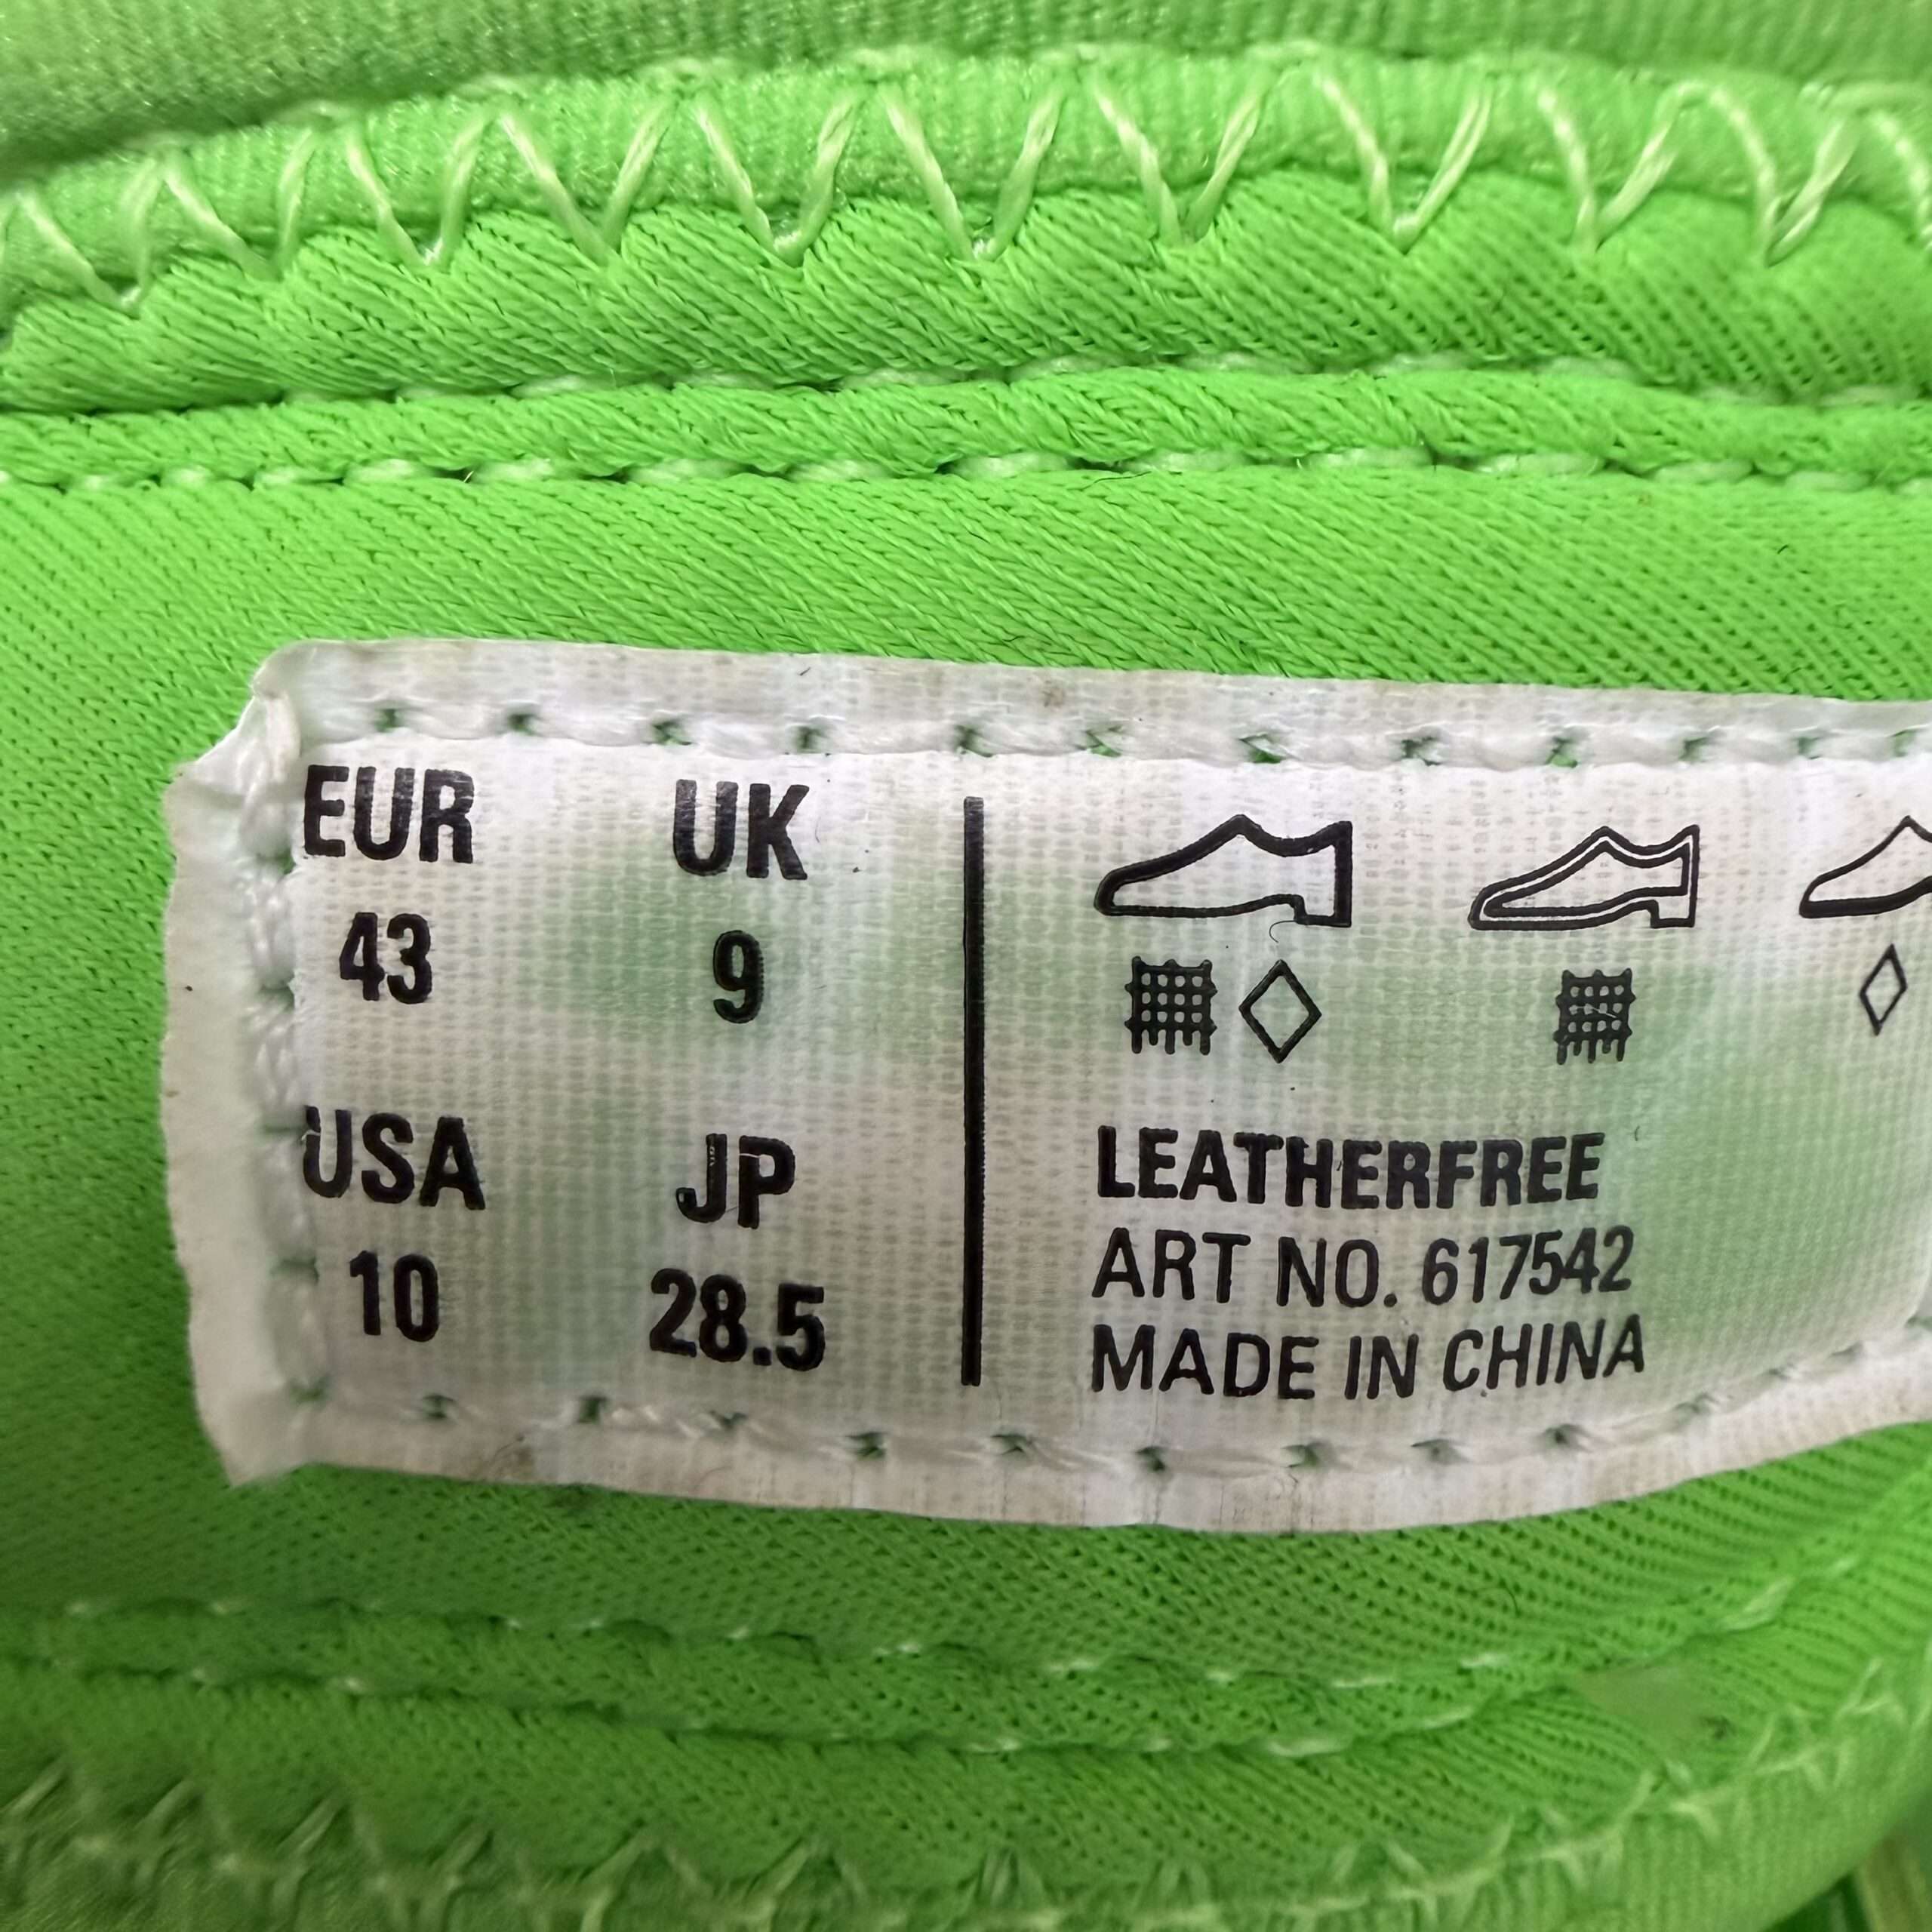 EUR UK
43 9
USA JP
10 28.5
LEATHERFREE
ART NO. 617542
MADE IN CHINA